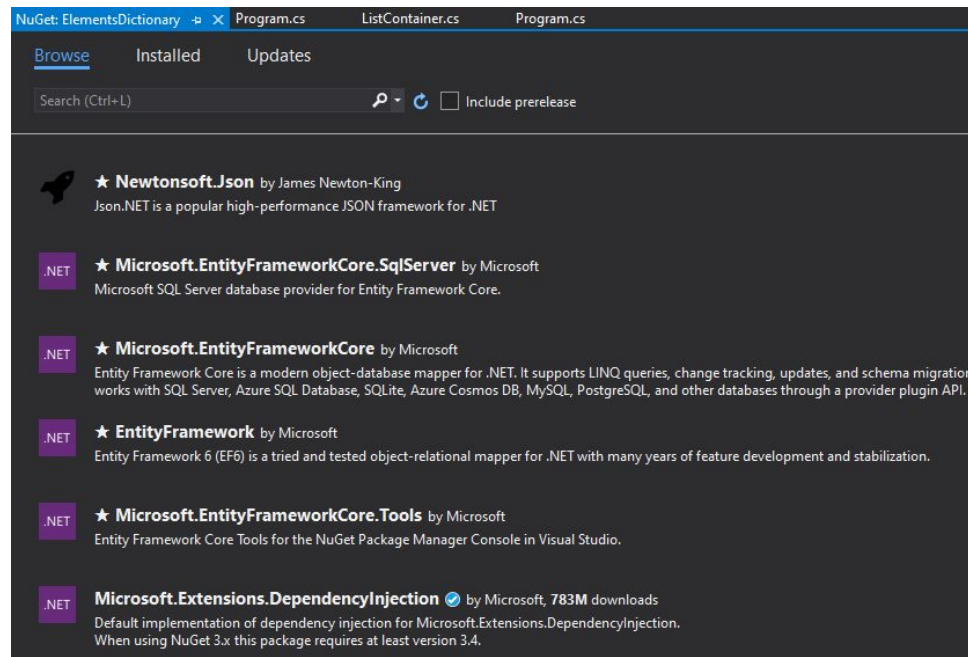 NuGet: ElementsDictionary Program.cs ListContainer.cs Program.cs
Browse Installed Updates
Search (Ctrl+L) Include prerelease
★ Newtonsoft.Json by James Newton-King
Json.NET is a popular high-performance JSON framework for .NET
.NET ★ Microsoft.EntityFrameworkCore.SqlServer by Microsoft
Microsoft SQL Server database provider for Entity Framework Core.
.NET ★ Microsoft.EntityFrameworkCore by Microsoft
Entity Framework Core is a modern object-database mapper for .NET. It supports LINQ queries, change tracking, updates, and schema migration
works with SQL Server, Azure SQL Database, SQLite, Azure Cosmos DB, MySQL, PostgreSQL, and other databases through a provider plugin API.
.NET ★ EntityFramework by Microsoft
Entity Framework 6 (EF6) is a tried and tested object-relational mapper for .NET with many years of feature development and stabilization.
.NET ★ Microsoft.EntityFrameworkCore.Tools by Microsoft
Entity Framework Core Tools for the NuGet Package Manager Console in Visual Studio.
.NET Microsoft.Extensions.DependencyInjection by Microsoft, 783M downloads
Default implementation of dependency injection for Microsoft.Extensions.DependencyInjection.
When using NuGet 3.x this package requires at least version 3.4.